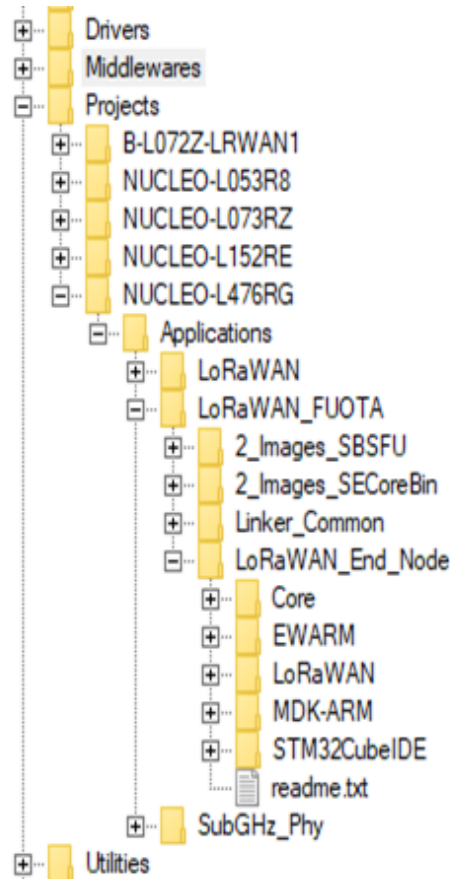 Drivers
Middlewares
Projects
B-L072Z-LRWAN1
NUCLEO-L053R8
NUCLEO-L073RZ
NUCLEO-L152RE
NUCLEO-L476RG
Applications
LoRaWAN
LoRaWAN_FUOTA
2_Images_SBSFU
2_Images_SECoreBin
Linker_Common
LoRaWAN_End_Node
Core
EWARM
LoRaWAN
MDK-ARM
STM32CubeIDE
readme.txt
SubGHz_Phy
Utilities